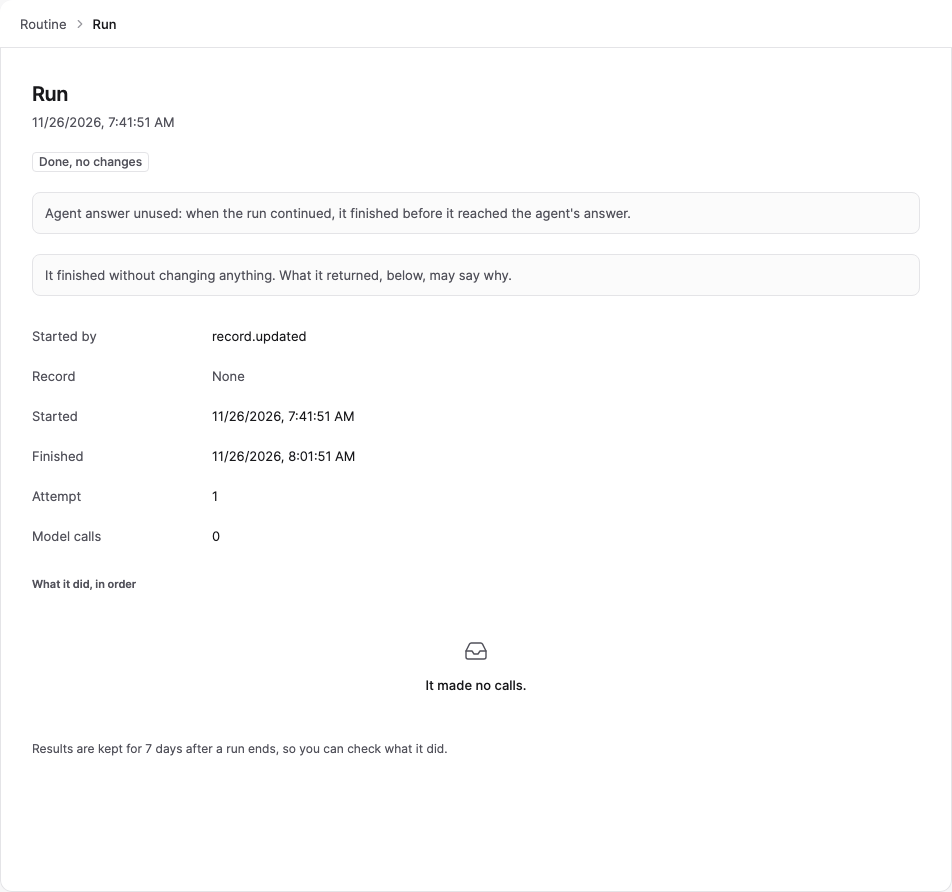 Routine > Run
Run
11/26/2026, 7:41:51 AM
Done, no changes
Agent answer unused: when the run continued, it finished before it reached the agent's answer.
It finished without changing anything. What it returned, below, may say why.
Started by record.updated
Record None
Started 11/26/2026, 7:41:51 AM
Finished 11/26/2026, 8:01:51 AM
Attempt 1
Model calls 0
What it did, in order
It made no calls.
Results are kept for 7 days after a run ends, so you can check what it did.